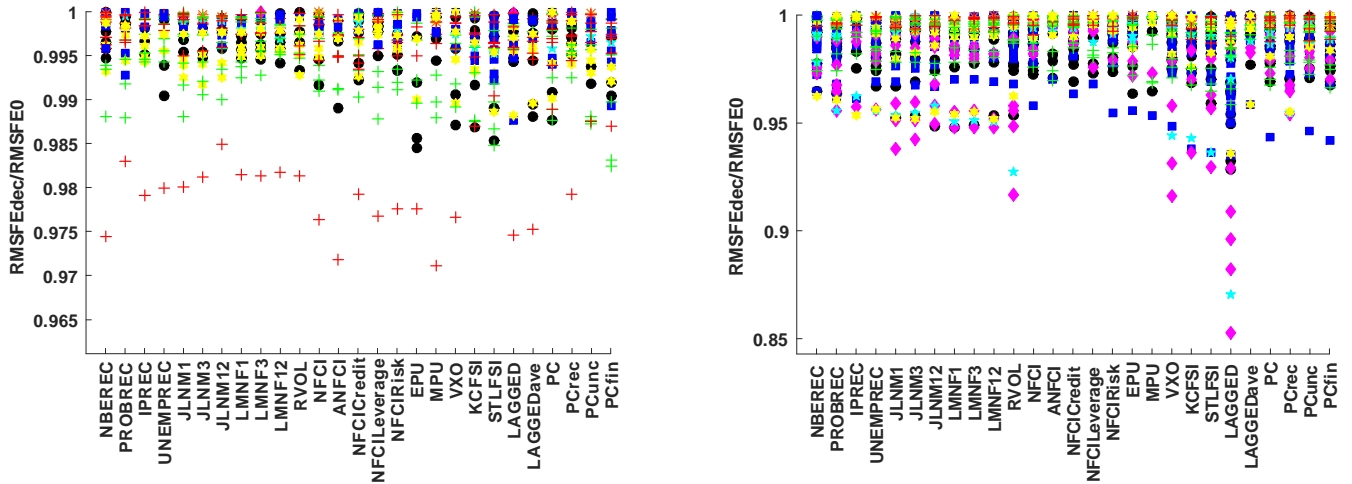 1
0.995
0.99
0.985
0.98
0.975
0.97
0.965
RMSFEdec/RMSFE0
NBEREC
PROBREC
IPREC
UNEMPREC
JLNM1
JLNM3
JLNM12
LMNF1
LMNF3
LMNF12
RVOL
NFCI
ANFCI
NFCICredit
NFCILeverage
NFCIRisk
EPU
MPU
VXO
KCFSI
STLFSI
LAGGED
LAGGEDave
PC
PCrec
PCunc
PCfin
1
0.95
0.9
0.85
RMSFEdec/RMSFE0
NBEREC
PROBREC
IPREC
UNEMPREC
JLNM1
JLNM3
JLNM12
LMNF1
LMNF3
LMNF12
RVOL
NFCI
ANFCI
NFCICredit
NFCILeverage
NFCIRisk
EPU
MPU
VXO
KCFSI
STLFSI
LAGGED
LAGGEDave
PC
PCrec
PCunc
PCfin